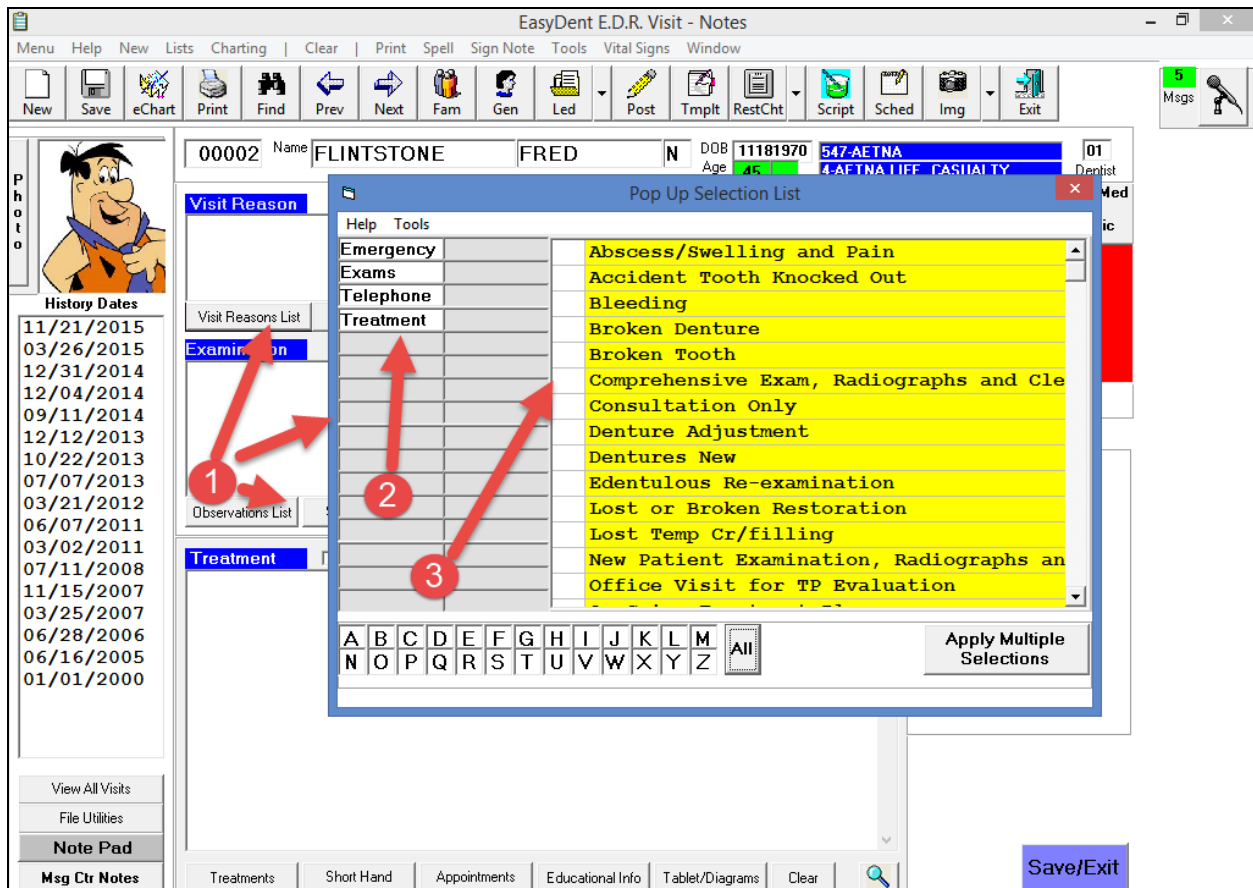 EasyDent E.D.R. Visit - Notes
Menu Help New Lists Charting | Clear | Print Spell Sign Note Tools Vital Signs Window
New Save eChart Print Find Prev Next Fam Gen Led Post Tmplt RestCht Script Sched Img Exit
5
Msgs
Photo
00002 Name FLINTSTONE FRED N DOB 11181970 547-AETNA 01
Age 45 4-AETNA LIFE CASUALTY Dentist
Med
ic
Visit Reason
Visit Reasons List
Examination
Observations List
Treatment
History Dates
11/21/2015
03/26/2015
12/31/2014
12/04/2014
09/11/2014
12/12/2013
10/22/2013
07/07/2013
03/21/2012
06/07/2011
03/02/2011
07/11/2008
11/15/2007
03/25/2007
06/28/2006
06/16/2005
01/01/2000
View All Visits
File Utilities
Note Pad
Msg Ctr Notes
Pop Up Selection List
Help Tools
Emergency
Exams
Telephone
Treatment
Abscess/Swelling and Pain
Accident Tooth Knocked Out
Bleeding
Broken Denture
Broken Tooth
Comprehensive Exam, Radiographs and Cle
Consultation Only
Denture Adjustment
Dentures New
Edentulous Re-examination
Lost or Broken Restoration
Lost Temp Cr/filling
New Patient Examination, Radiographs an
Office Visit for TP Evaluation
A B C D E F G H I J K L M
N O P Q R S T U V W X Y Z
All
Apply Multiple
Selections
1
2
3
Treatments Short Hand Appointments Educational Info Tablet/Diagrams Clear
Save/Exit